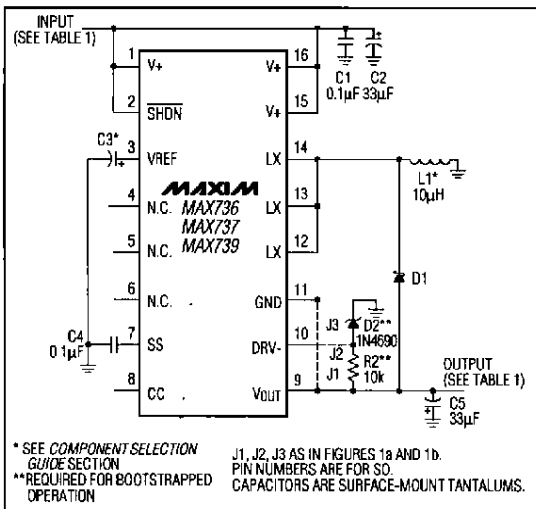 INPUT
(SEE TABLE 1)
1
V+
2
SHDN
C3*
3
VREF
+
4
N.C.
5
N.C.
6
N.C.
C4
0.1µF
7
SS
8
CC
MAXIM
MAX736
MAX737
MAX739
16
V+
15
V+
14
LX
13
LX
12
LX
11
GND
10
DRV-
9
VOUT
C1
0.1µF
+
C2
33µF
L1*
10µH
D1
J3
D2**
1N4690
J2
J1
R2**
10k
OUTPUT
(SEE TABLE 1)
+
C5
33µF
* SEE COMPONENT SELECTION
GUIDE SECTION
**REQUIRED FOR BOOTSTRAPPED
OPERATION
J1, J2, J3 AS IN FIGURES 1a AND 1b.
PIN NUMBERS ARE FOR SO.
CAPACITORS ARE SURFACE-MOUNT TANTALUMS.